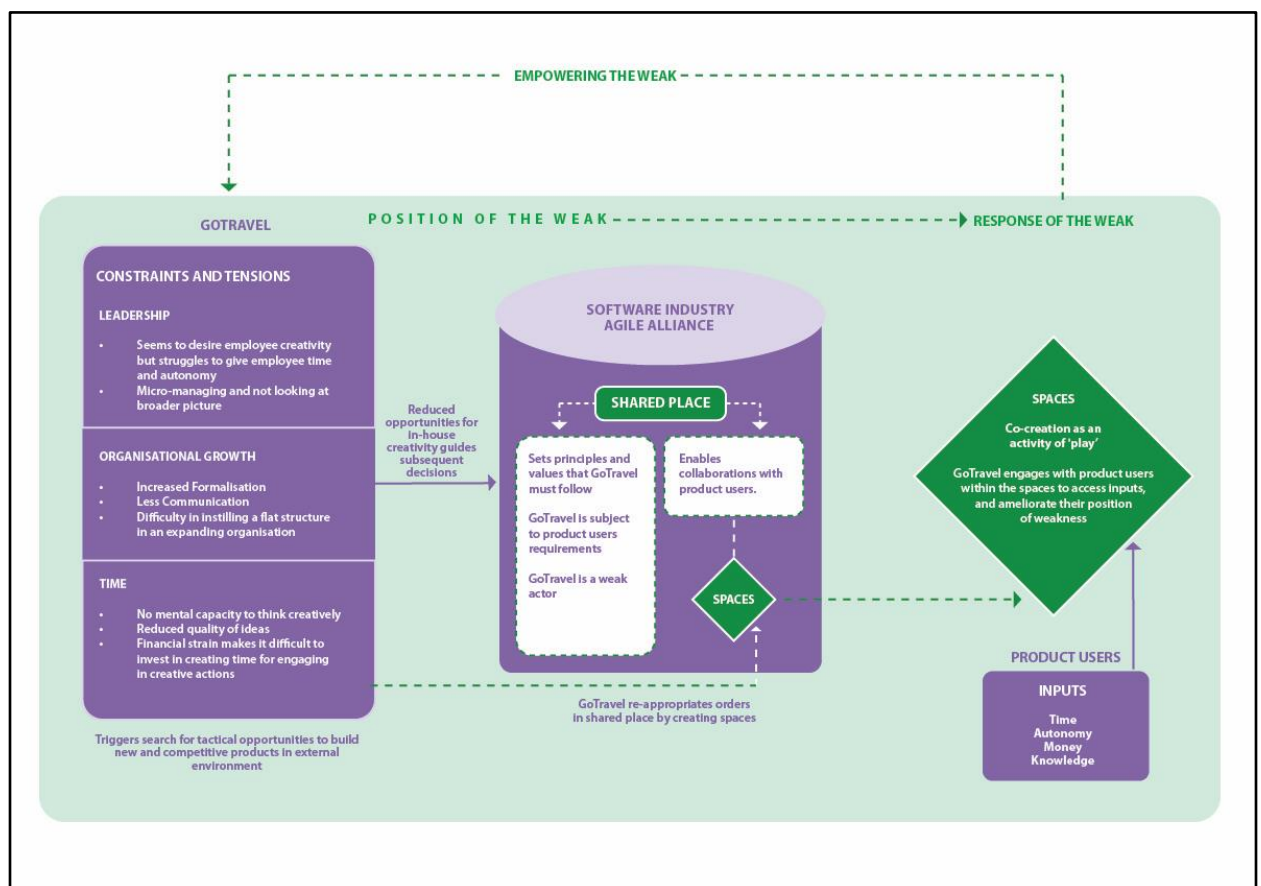 EMPOWERING THE WEAK
POSITION OF THE WEAK
RESPONSE OF THE WEAK
GOTRAVEL
CONSTRAINTS AND TENSIONS
LEADERSHIP
• Seems to desire employee creativity
but struggles to give employee time
and autonomy
• Micro-managing and not looking at
broader picture
ORGANISATIONAL GROWTH
• Increased Formalisation
• Less Communication
• Difficulty in instilling a flat structure
in an expanding organisation
TIME
• No mental capacity to think creatively
• Reduced quality of ideas
• Financial strain makes it difficult to
invest in creating time for engaging
in creative actions
Triggers search for tactical opportunities to build
new and competitive products in external
environment
Reduced
opportunities for
in-house
creativity guides
subsequent
decisions
SOFTWARE INDUSTRY
AGILE ALLIANCE
SHARED PLACE
Sets principles and
values that GoTravel
must follow
GoTravel is subject
to product users
requirements
GoTravel is a weak
actor
Enables
collaborations with
product users.
SPACES
GoTravel re-appropriates orders
in shared place by creating spaces
SPACES
Co-creation as an
activity of 'play'
GoTravel engages with product users
within the spaces to access inputs,
and ameliorate their position
of weakness
PRODUCT USERS
INPUTS
Time
Autonomy
Money
Knowledge